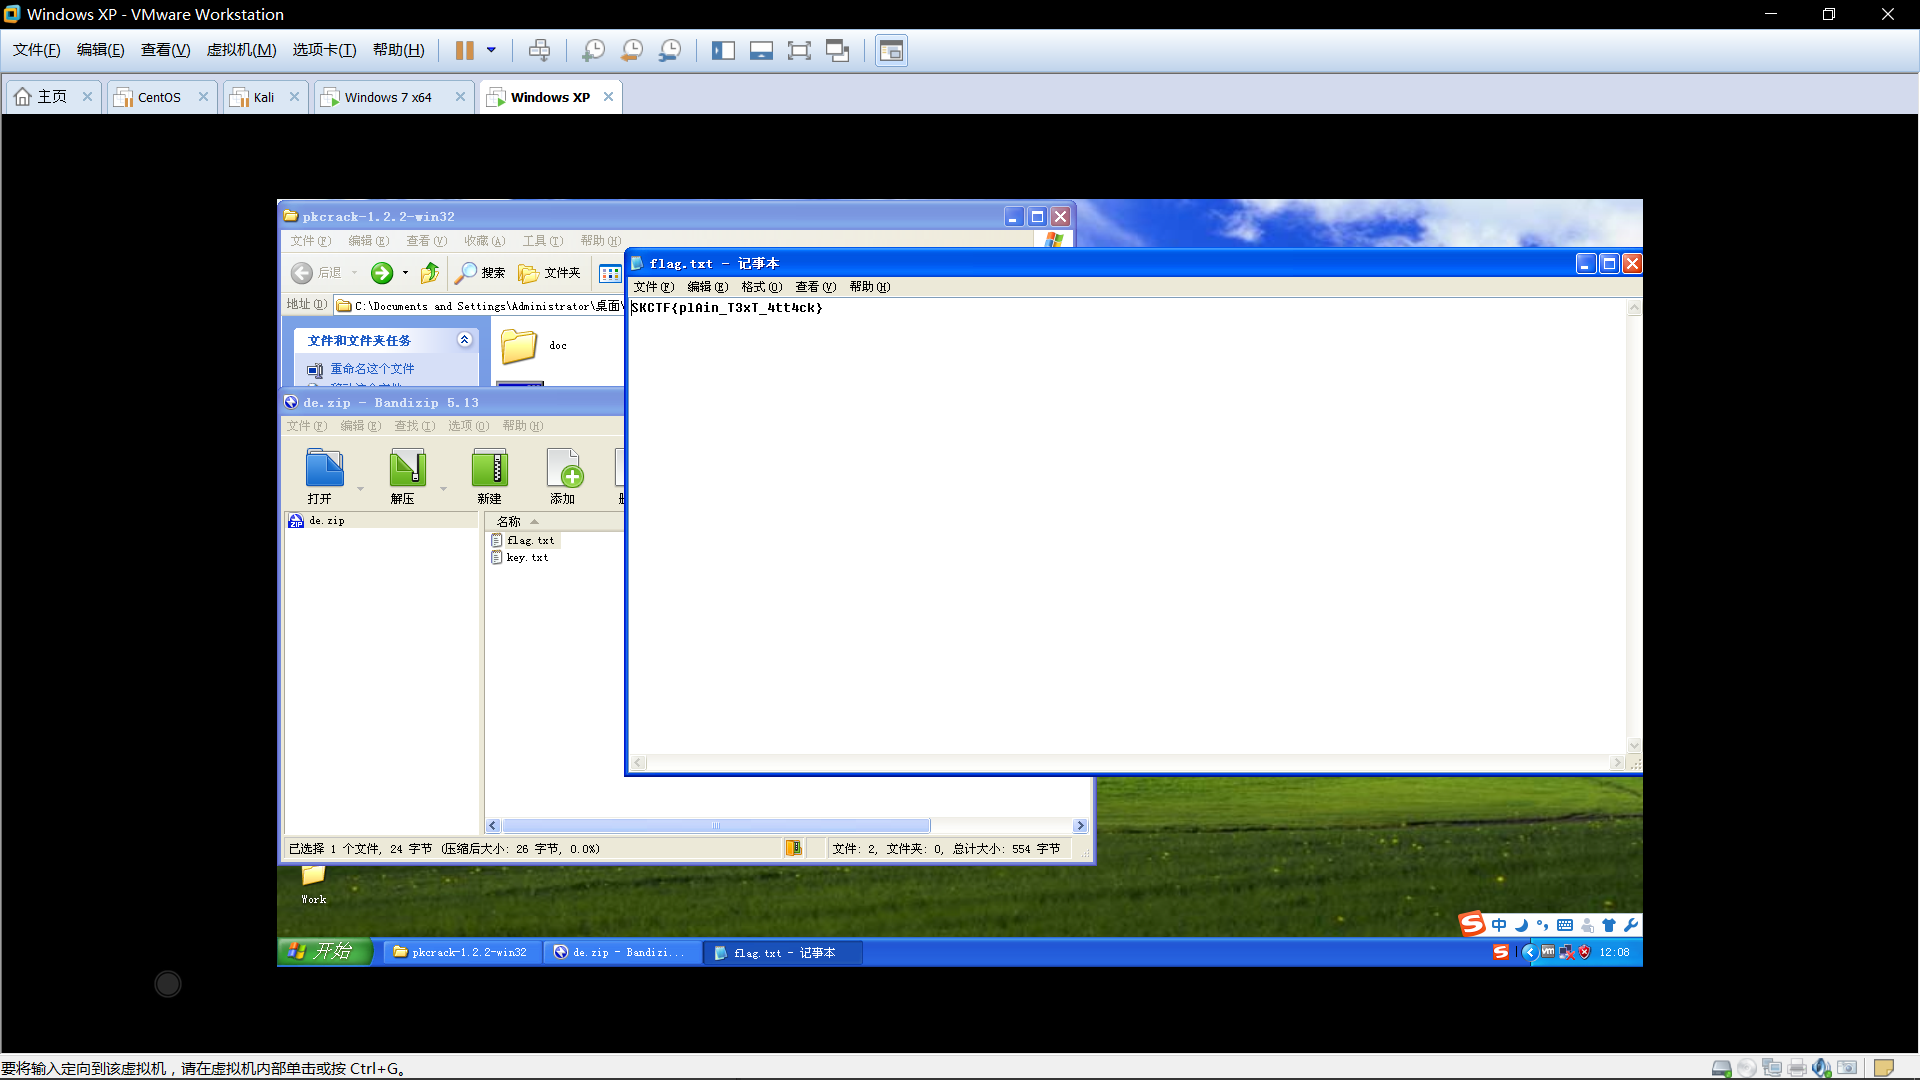 Windows XP - VMware Workstation
文件(F) 编辑(E) 查看(V) 虚拟机(M) 选项卡(T) 帮助(H)
主页 CentOS Kali Windows 7 x64 Windows XP
pkcrack-1.2.2-win32
文件(F) 编辑(E) 查看(V) 收藏(A) 工具(T) 帮助(H)
后退 搜索 文件夹
地址(D) C:\Documents and Settings\Administrator\桌面\
文件和文件夹任务
重命名这个文件
doc
flag.txt - 记事本
文件(F) 编辑(E) 格式(O) 查看(V) 帮助(H)
SKCTF{plAin_T3xT_4tt4ck}
de.zip - Bandizip 5.13
文件(F) 编辑(E) 查找(I) 选项(O) 帮助(H)
打开 解压 新建 添加
de.zip
名称
flag.txt
key.txt
已选择 1 个文件, 24 字节 (压缩后大小: 26 字节, 0.0%)
文件: 2, 文件夹: 0, 总计大小: 554 字节
Work
中
开始 pkcrack-1.2.2-win32 de.zip - Bandizi... flag.txt - 记事本 12:08
要将输入定向到该虚拟机，请在虚拟机内部单击或按 Ctrl+G。